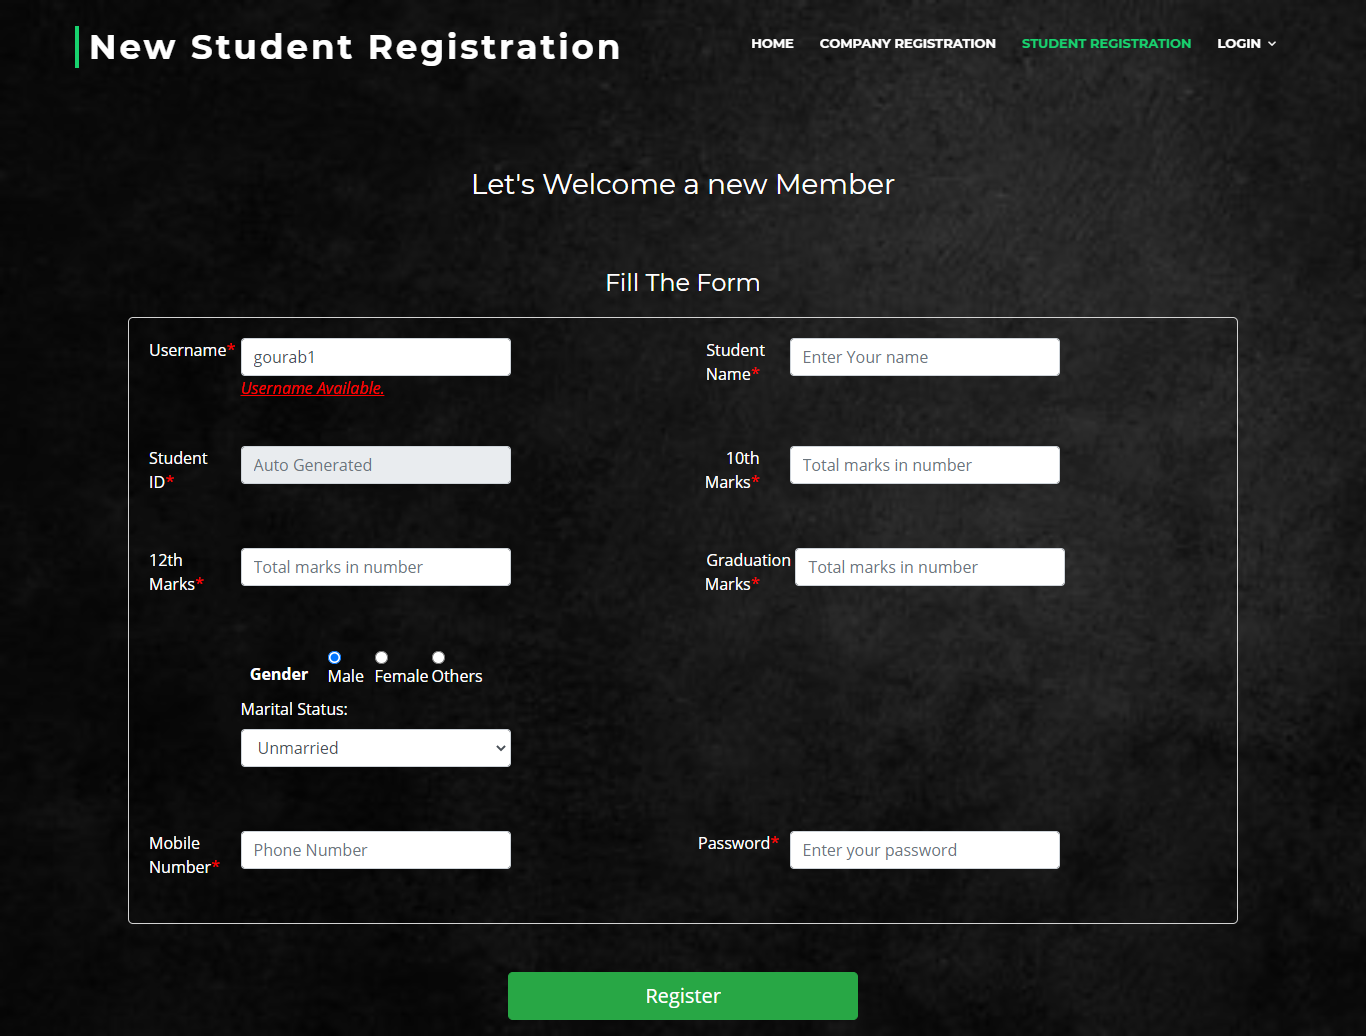 New Student Registration
HOME COMPANY REGISTRATION STUDENT REGISTRATION LOGIN
Let's Welcome a new Member
Fill The Form
Username* gourab1
Username Available.
Student Name* Enter Your name
Student ID* Auto Generated
10th Marks* Total marks in number
12th Marks* Total marks in number
Graduation Marks* Total marks in number
Gender Male Female Others
Marital Status:
Unmarried
Mobile Number* Phone Number
Password* Enter your password
Register